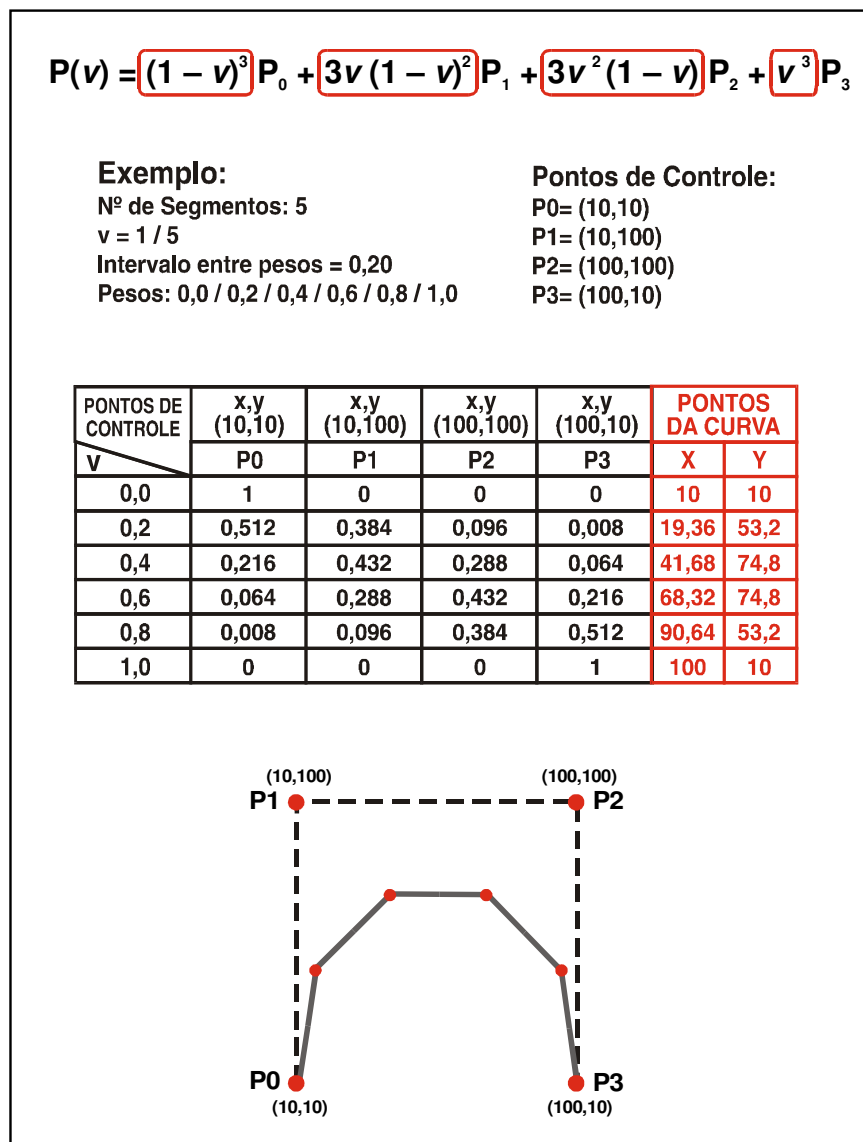 P(v) = (1 – v)³ P₀ + 3v (1 – v)² P₁ + 3v² (1 – v) P₂ + v³ P₃
Exemplo:
Nº de Segmentos: 5
v = 1 / 5
Intervalo entre pesos = 0,20
Pesos: 0,0 / 0,2 / 0,4 / 0,6 / 0,8 / 1,0
Pontos de Controle:
P0= (10,10)
P1= (10,100)
P2= (100,100)
P3= (100,10)
PONTOS DE CONTROLE x,y (10,10) x,y (10,100) x,y (100,100) x,y (100,10) PONTOS DA CURVA
V P0 P1 P2 P3 X Y
0,0 1 0 0 0 10 10
0,2 0,512 0,384 0,096 0,008 19,36 53,2
0,4 0,216 0,432 0,288 0,064 41,68 74,8
0,6 0,064 0,288 0,432 0,216 68,32 74,8
0,8 0,008 0,096 0,384 0,512 90,64 53,2
1,0 0 0 0 1 100 10
(10,100) (100,100)
P1 P2
P0 P3
(10,10) (100,10)